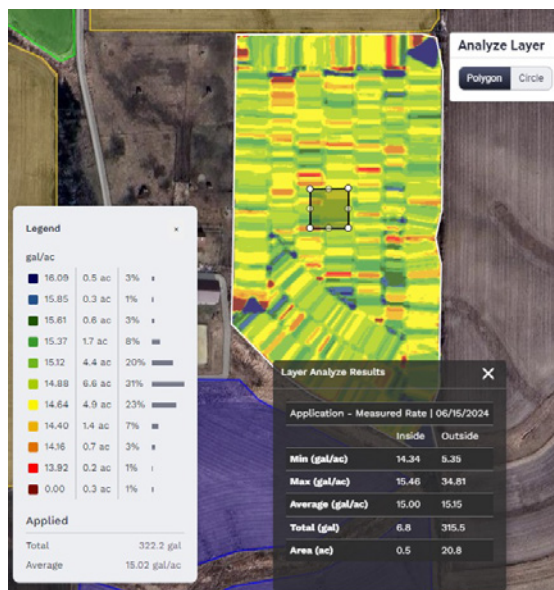 Analyze Layer
Polygon Circle
Legend ×
gal/ac
16.09 0.5 ac 3%
15.85 0.3 ac 1%
15.61 0.6 ac 3%
15.37 1.7 ac 8%
15.12 4.4 ac 20%
14.88 6.6 ac 31%
14.64 4.9 ac 23%
14.40 1.4 ac 7%
14.16 0.7 ac 3%
13.92 0.2 ac 1%
0.00 0.3 ac 1%
Applied
Total 322.2 gal
Average 15.02 gal/ac
Layer Analyze Results
Application - Measured Rate | 06/15/2024
Inside Outside
Min (gal/ac) 14.34 5.35
Max (gal/ac) 15.46 34.81
Average (gal/ac) 15.00 15.15
Total (gal) 6.8 315.5
Area (ac) 0.5 20.8